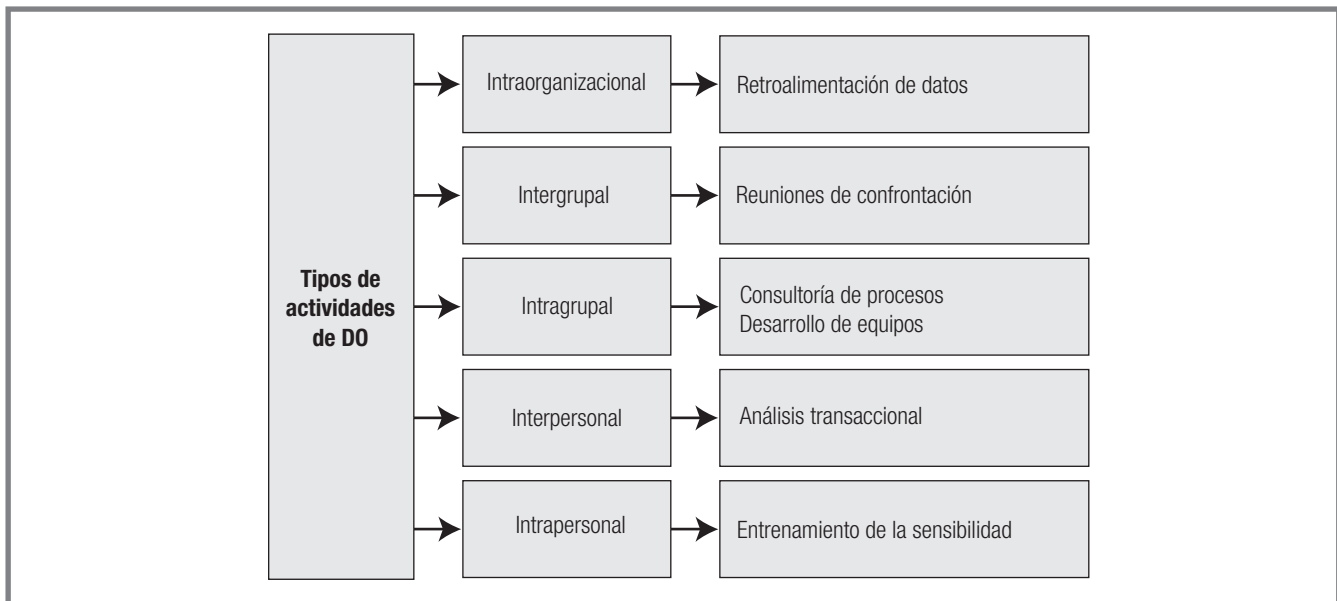 Tipos de
actividades
de DO
Intraorganizacional
Retroalimentación de datos
Intergrupal
Reuniones de confrontación
Intragrupal
Consultoría de procesos
Desarrollo de equipos
Interpersonal
Análisis transaccional
Intrapersonal
Entrenamiento de la sensibilidad